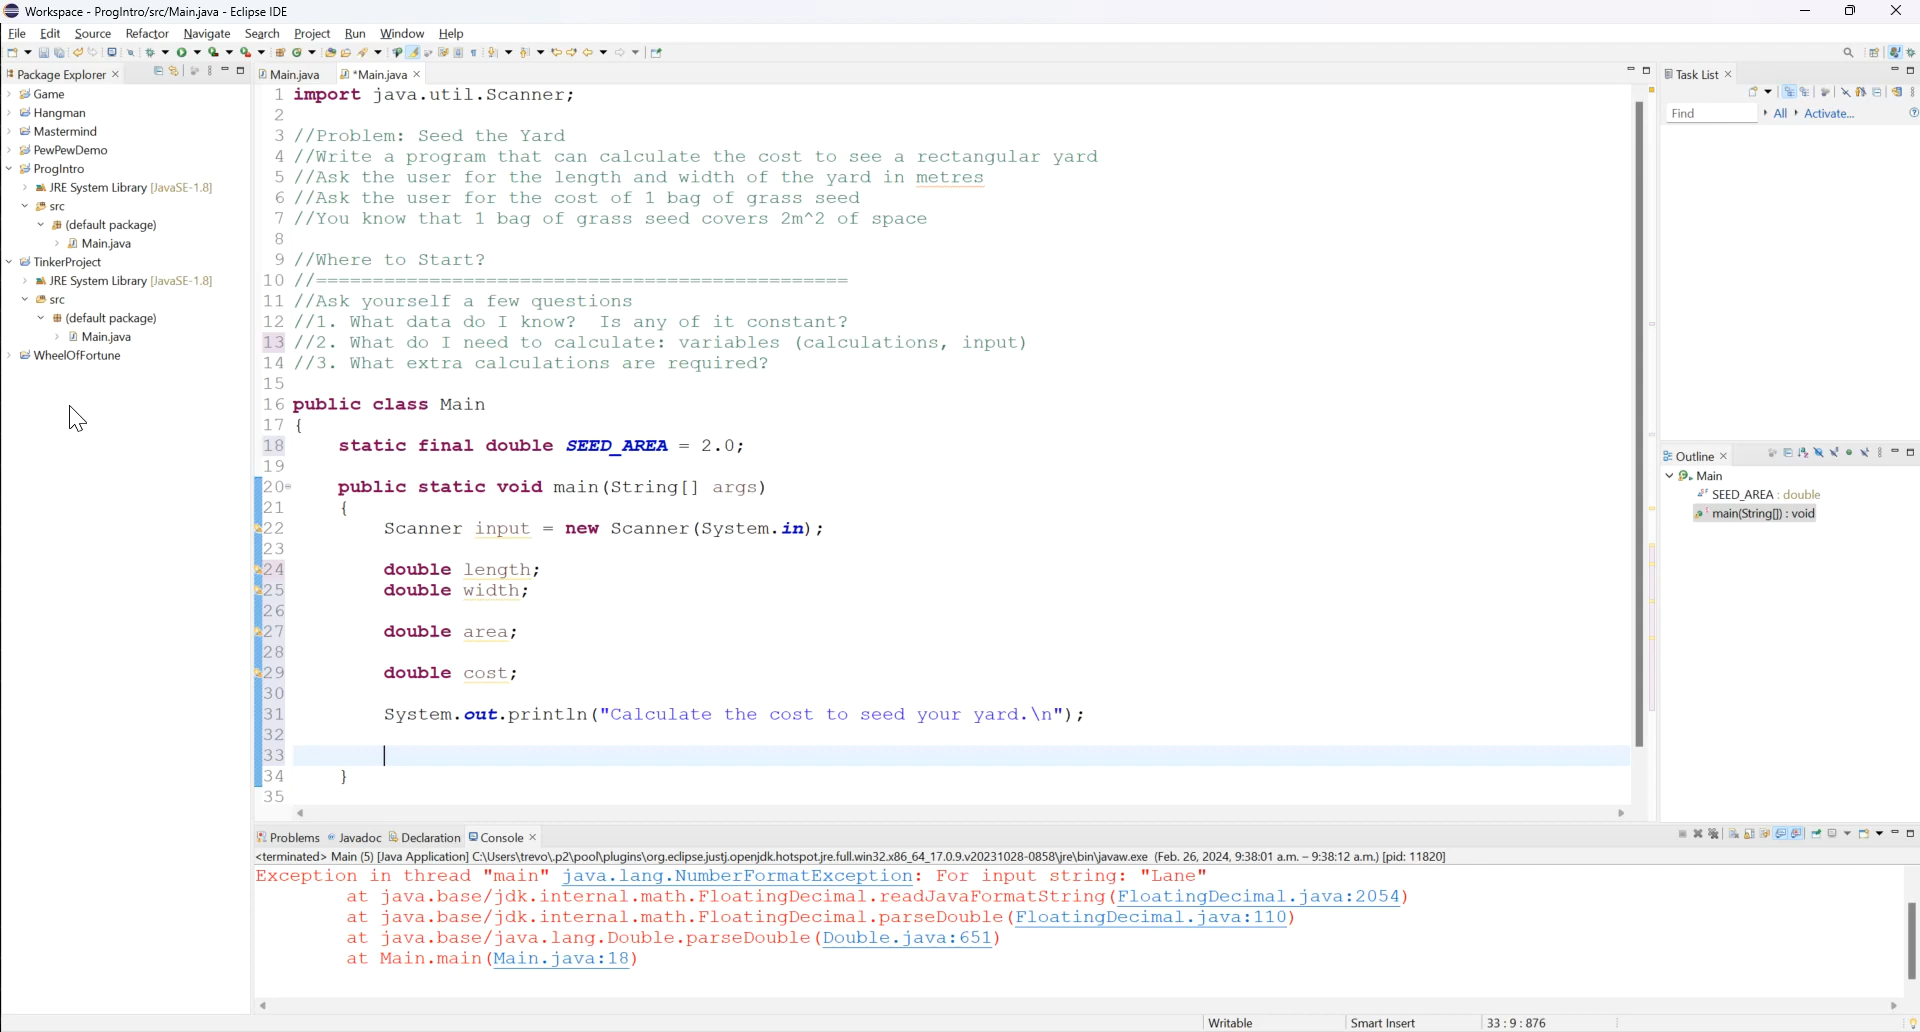 Workspace - ProgIntro/src/Main.java - Eclipse IDE
File Edit Source Refactor Navigate Search Project Run Window Help
Package Explorer
Game
Hangman
Mastermind
PewPewDemo
ProgIntro
JRE System Library [JavaSE-1.8]
src
(default package)
Main.java
TinkerProject
JRE System Library [JavaSE-1.8]
src
(default package)
Main.java
WheelOfFortune
Main.java *Main.java
1 import java.util.Scanner;
2
3 //Problem: Seed the Yard
4 //Write a program that can calculate the cost to see a rectangular yard
5 //Ask the user for the length and width of the yard in metres
6 //Ask the user for the cost of 1 bag of grass seed
7 //You know that 1 bag of grass seed covers 2m^2 of space
8
9 //Where to Start?
10 //===============================================
11 //Ask yourself a few questions
12 //1. What data do I know?  Is any of it constant?
13 //2. What do I need to calculate: variables (calculations, input)
14 //3. What extra calculations are required?
15
16 public class Main
17 {
18 static final double SEED_AREA = 2.0;
19
20 public static void main(String[] args)
21 {
22 Scanner input = new Scanner(System.in);
23
24 double length;
25 double width;
26
27 double area;
28
29 double cost;
30
31 System.out.println("Calculate the cost to seed your yard.\n");
32
33
34 }
35
Task List
Find All Activate...
Outline
Main
SEED_AREA : double
main(String[]) : void
Problems Javadoc Declaration Console
<terminated> Main (5) [Java Application] C:\Users\trevo\.p2\pool\plugins\org.eclipse.justj.openjdk.hotspot.jre.full.win32.x86_64_17.0.9.v20231028-0858\jre\bin\javaw.exe (Feb. 26, 2024, 9:38:01 a.m. – 9:38:12 a.m.) [pid: 11820]
Exception in thread "main" java.lang.NumberFormatException: For input string: "Lane"
at java.base/jdk.internal.math.FloatingDecimal.readJavaFormatString(FloatingDecimal.java:2054)
at java.base/jdk.internal.math.FloatingDecimal.parseDouble(FloatingDecimal.java:110)
at java.base/java.lang.Double.parseDouble(Double.java:651)
at Main.main(Main.java:18)
Writable Smart Insert 33 : 9 : 876